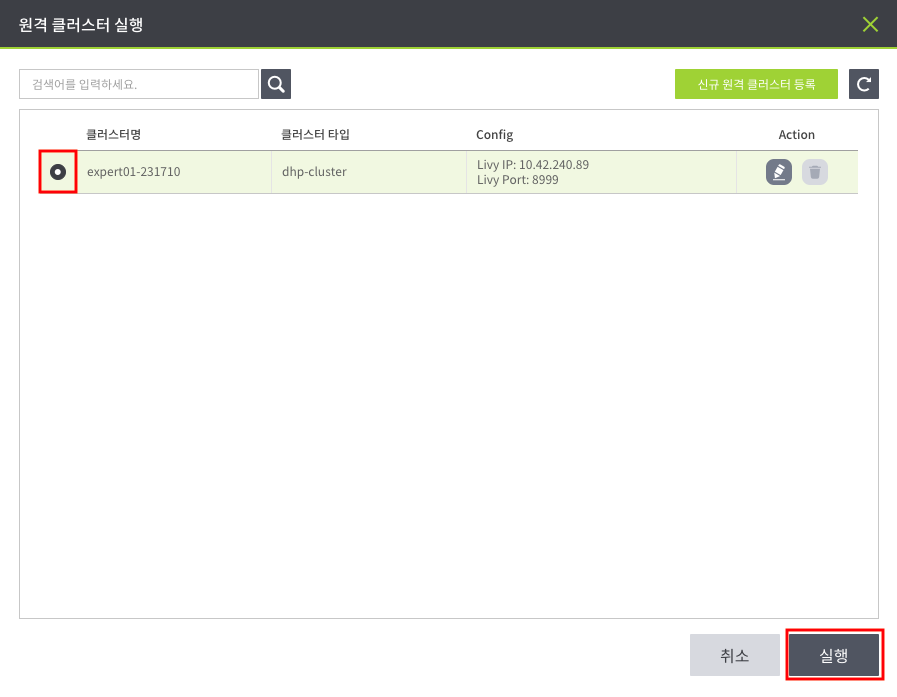 원격 클러스터 실행
검색어를 입력하세요.
신규 원격 클러스터 등록
클러스터명 클러스터 타입 Config Action
expert01-231710 dhp-cluster Livy IP: 10.42.240.89
Livy Port: 8999
취소 실행